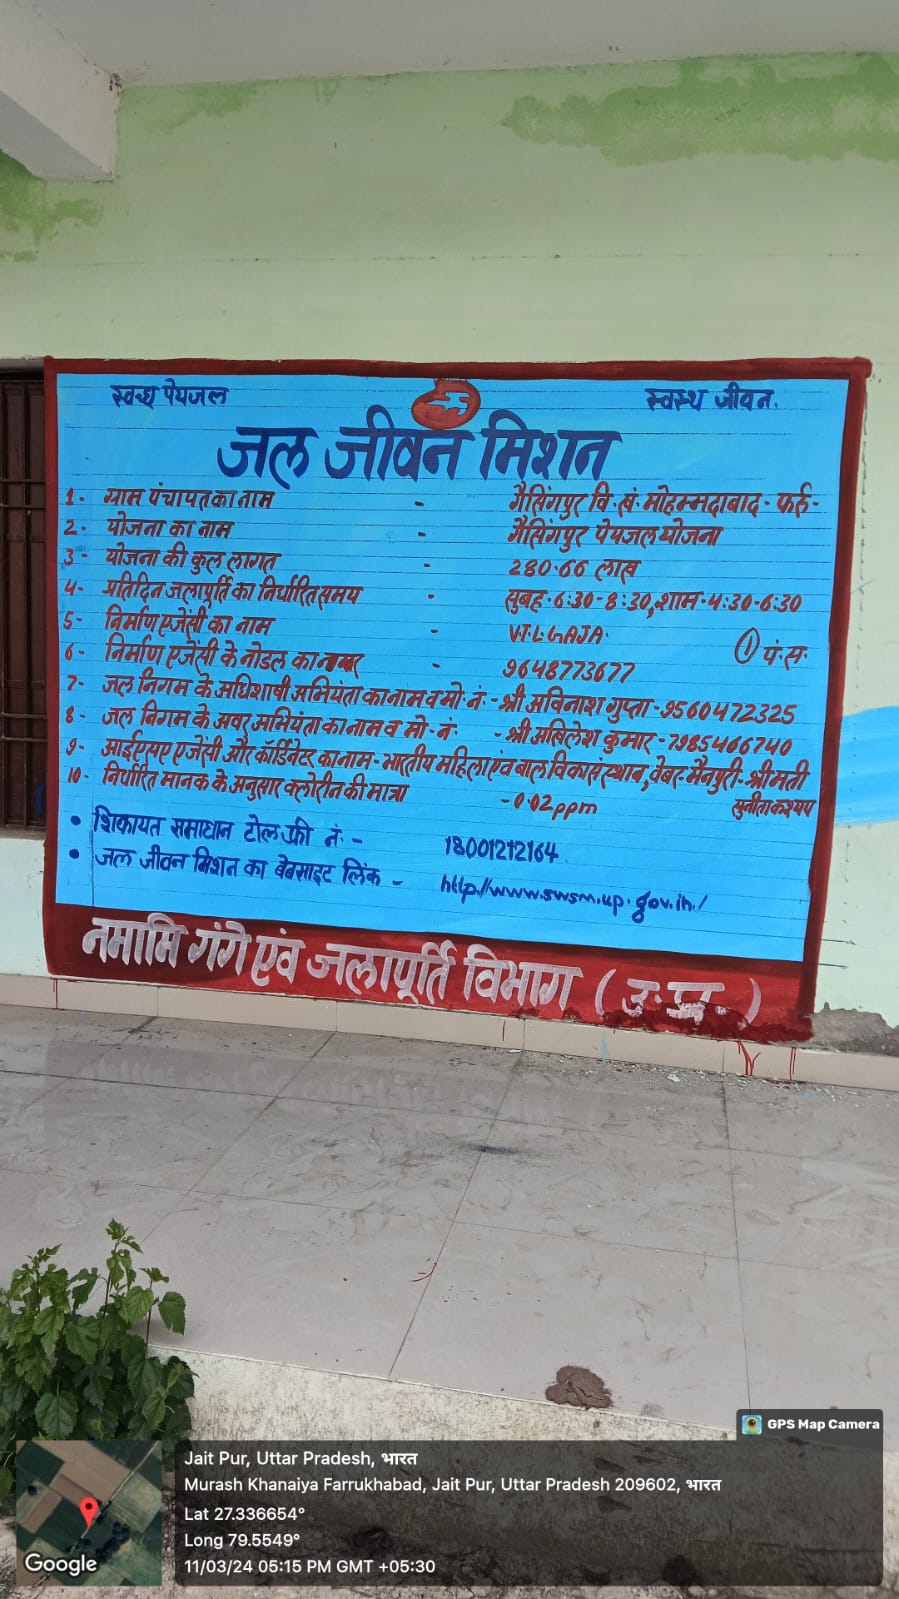 स्वच्छ पेयजल
स्वस्थ जीवन.
जल जीवन मिशन
1- ग्राम पंचायत का नाम - गैसिंगपुर वि.खं. मोहम्मदाबाद - फर्रु-
2- योजना का नाम - गैसिंगपुर पेयजल योजना
3- योजना की कुल लागत - 280.66 लाख
4- प्रतिदिन जलापूर्ति का निर्धारित समय - सुबह-6:30-8:30, शाम-4:30-6:30
5- निर्माण एजेंसी का नाम - V.T.L. GAJA. ① पं.स.
6- निर्माण एजेंसी के नोडल का नम्बर - 9648773677
7- जल निगम के अधिशाषी अभियंता का नाम व मो. नं. - श्री अविनाश गुप्ता - 9560472325
8- जल निगम के अवर अभियंता का नाम व मो. नं. - श्री अखिलेश कुमार - 7985466740
9- आईएसए एजेंसी और कॉर्डिनेटर का नाम - भारतीय महिला एवं बाल विकास संस्थान, वेबर-मैनपुरी-श्रीमती
सुनीता कश्यप
10- निर्धारित मानक के अनुसार क्लोरीन की मात्रा - 0.02 ppm
• शिकायत समाधान टोल फ्री नं. - 18001212164
• जल जीवन मिशन का बेबसाइट लिंक - http://www.swsm.up.gov.in./
नमामि गंगे एंव जलापूर्ति विभाग (उ.प्र.)
GPS Map Camera
Jait Pur, Uttar Pradesh, भारत
Murash Khanaiya Farrukhabad, Jait Pur, Uttar Pradesh 209602, भारत
Lat 27.336654°
Long 79.5549°
11/03/24 05:15 PM GMT +05:30
Google